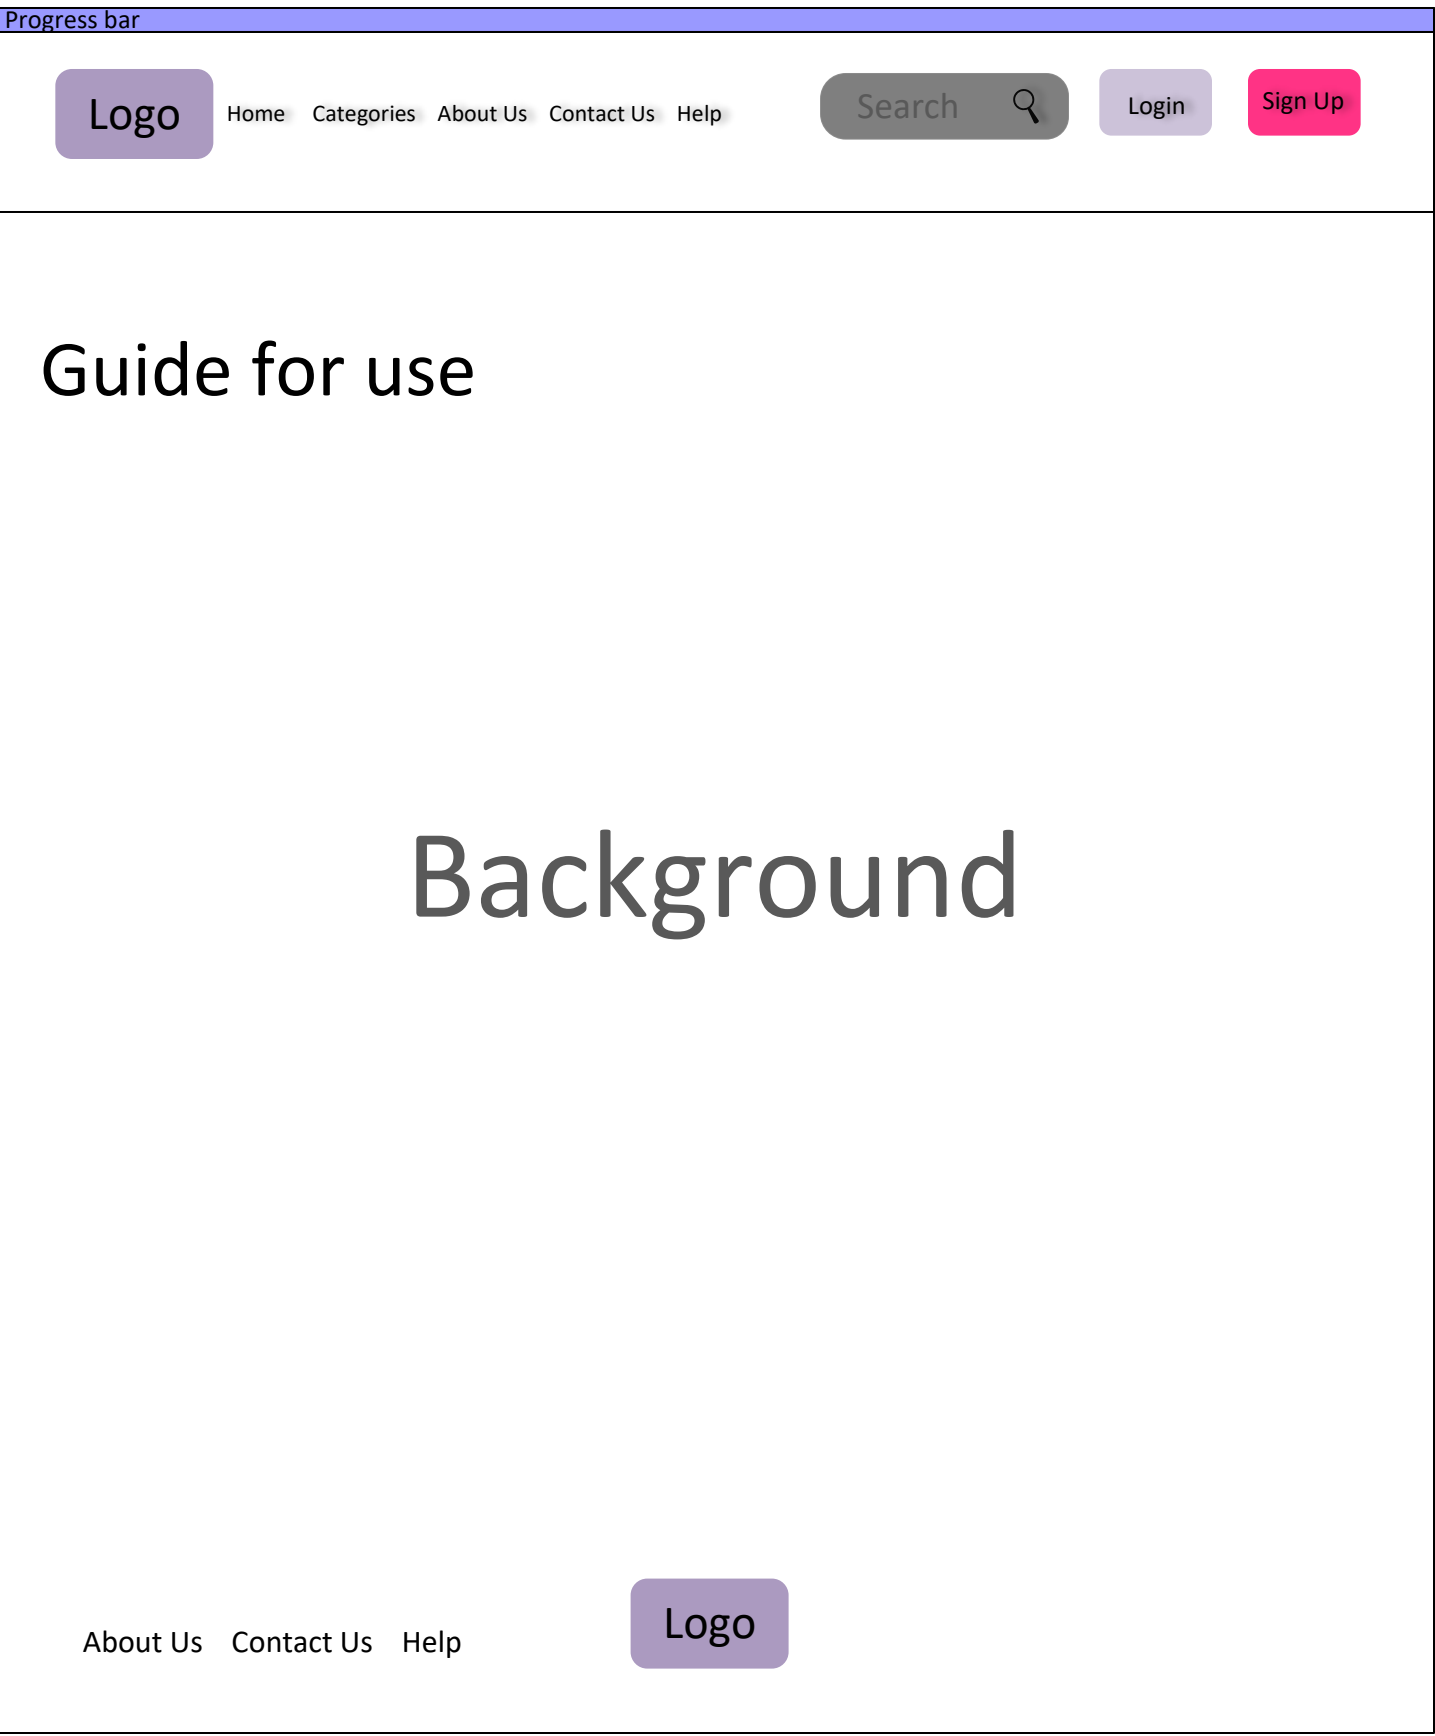 Progress bar
Logo Home Categories About Us Contact Us Help Search Login Sign Up
Guide for use
Background
About Us Contact Us Help Logo